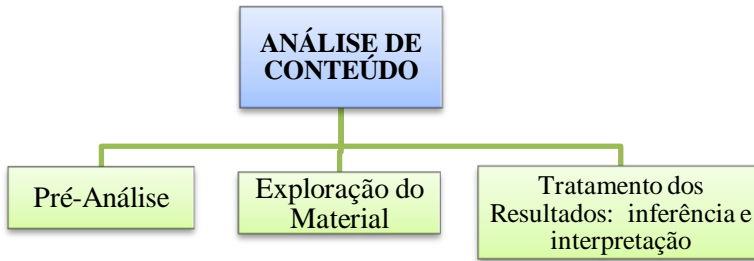 ANÁLISE DE
CONTEÚDO
Pré-Análise
Exploração do
Material
Tratamento dos
Resultados: inferência e
interpretação